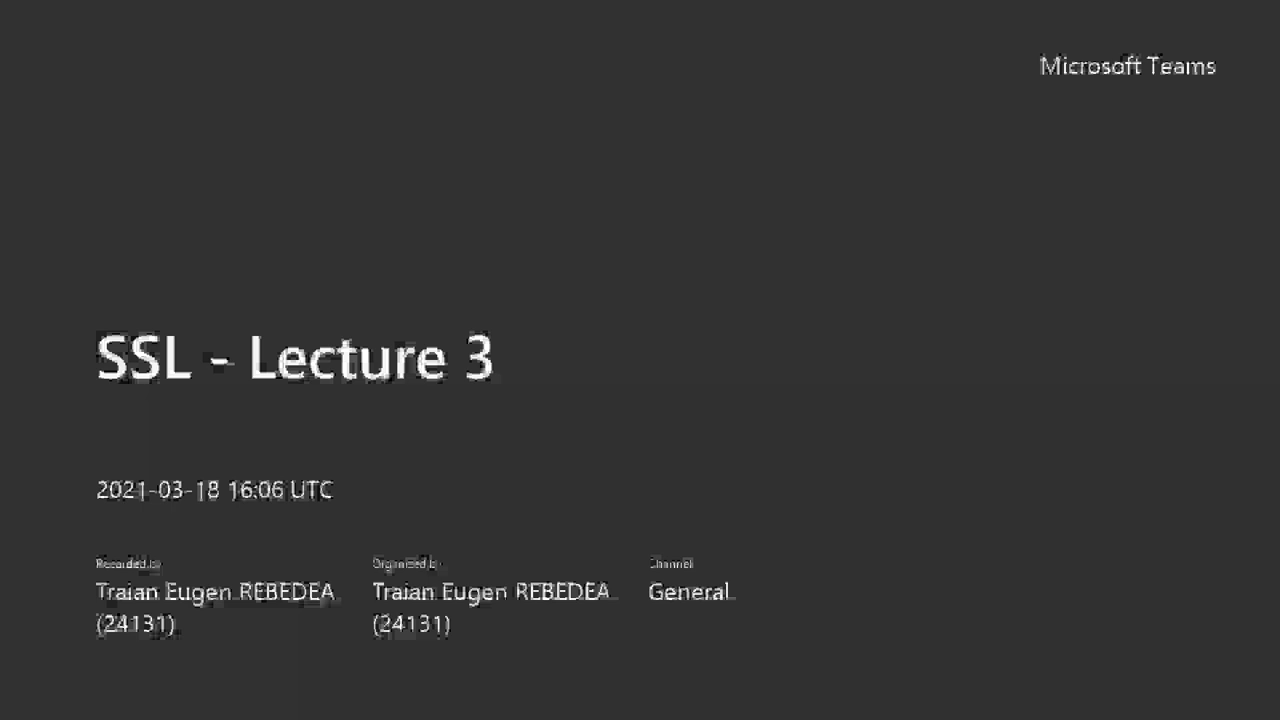 Microsoft Teams
SSL - Lecture 3
2021-03-18 16:06 UTC
Recorded by
Organized by
Channel
Traian Eugen REBEDEA
(24131)
Traian Eugen REBEDEA
(24131)
General